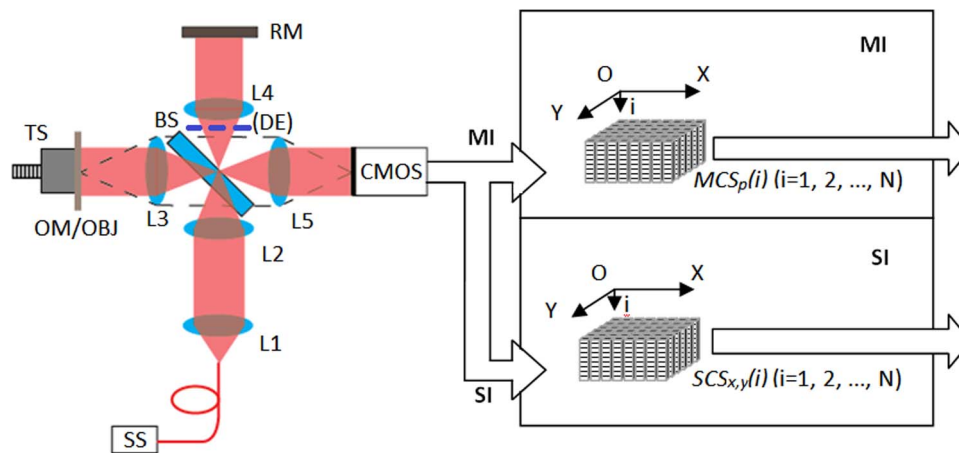 RM
L4
BS
(DE)
TS
CMOS
L3
L5
OM/OBJ
L2
L1
SS
MI
SI
MI
O
X
Y
i
MCSp(i) (i=1, 2, ..., N)
SI
O
X
Y
i
SCSx,y(i) (i=1, 2, ..., N)